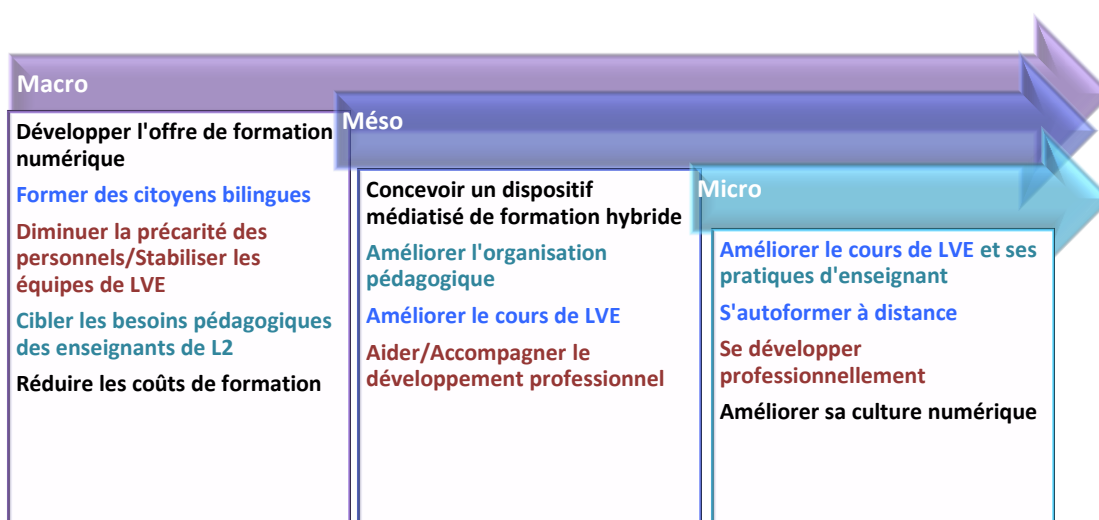 Macro
Développer l'offre de formation
numérique
Former des citoyens bilingues
Diminuer la précarité des
personnels/Stabiliser les
équipes de LVE
Cibler les besoins pédagogiques
des enseignants de L2
Réduire les coûts de formation
Méso
Concevoir un dispositif
médiatisé de formation hybride
Améliorer l'organisation
pédagogique
Améliorer le cours de LVE
Aider/Accompagner le
développement professionnel
Micro
Améliorer le cours de LVE et ses
pratiques d'enseignant
S'autoformer à distance
Se développer
professionnellement
Améliorer sa culture numérique